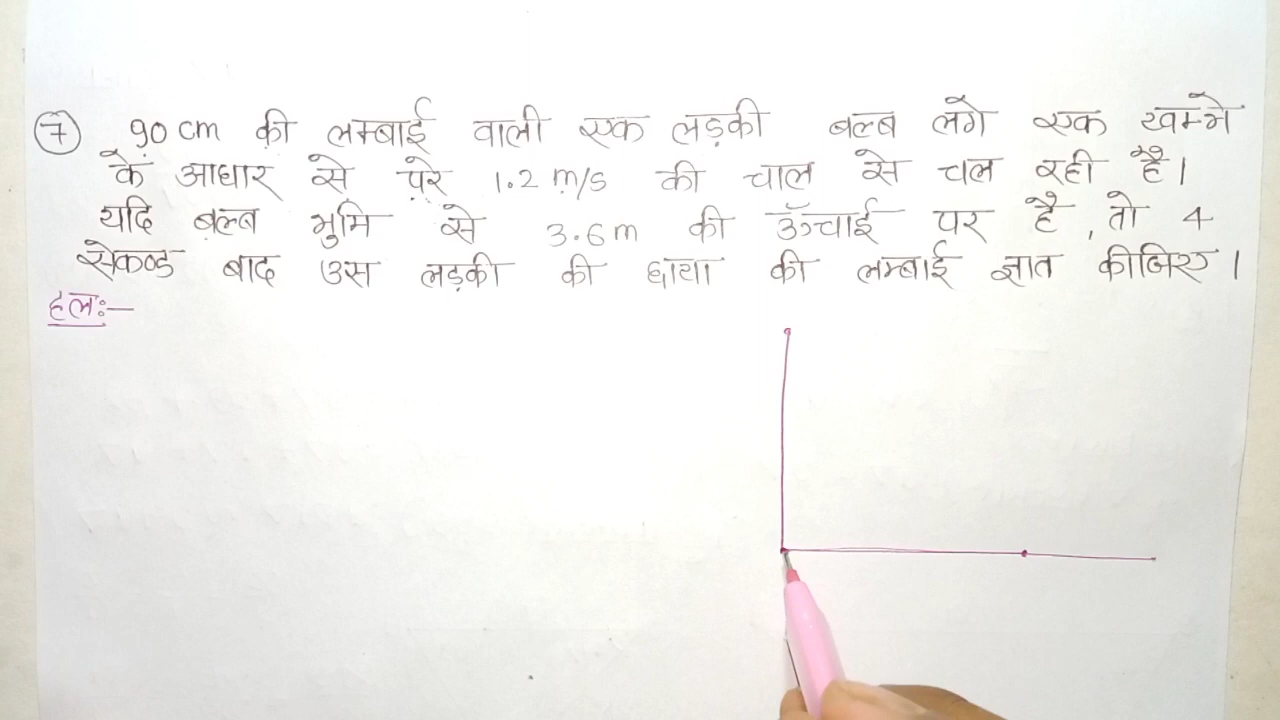 7 90 cm की लम्बाई वाली एक लड़की बल्ब लगे एक खम्भे
के आधार से परे 1.2 m/s की चाल से चल रही है।
यदि बल्ब भुमि से 3.6m की ऊँचाई पर है, तो 4
सेकण्ड बाद उस लड़की की छाया की लम्बाई ज्ञात कीजिए।
हल:-